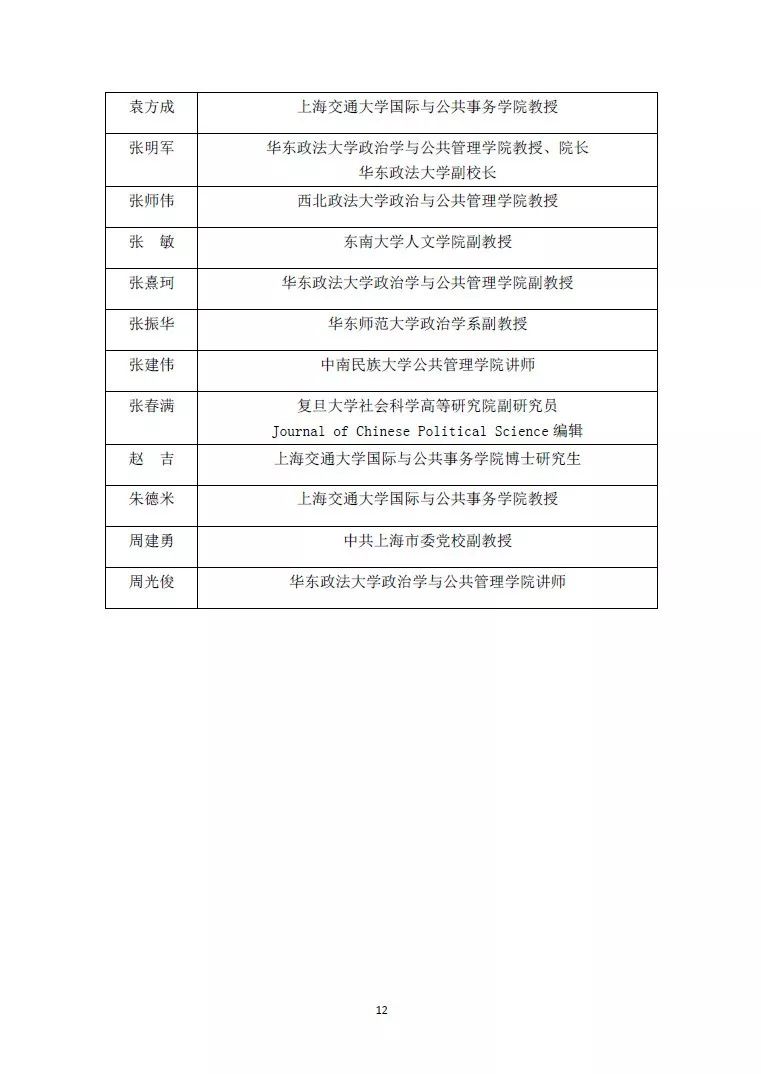 袁方成 上海交通大学国际与公共事务学院教授
张明军 华东政法大学政治学与公共管理学院教授、院长
华东政法大学副校长
张师伟 西北政法大学政治与公共管理学院教授
张　敏 东南大学人文学院副教授
张熹珂 华东政法大学政治学与公共管理学院副教授
张振华 华东师范大学政治学系副教授
张建伟 中南民族大学公共管理学院讲师
张春满 复旦大学社会科学高等研究院副研究员
Journal of Chinese Political Science 编辑
赵　吉 上海交通大学国际与公共事务学院博士研究生
朱德米 上海交通大学国际与公共事务学院教授
周建勇 中共上海市委党校副教授
周光俊 华东政法大学政治学与公共管理学院讲师
12